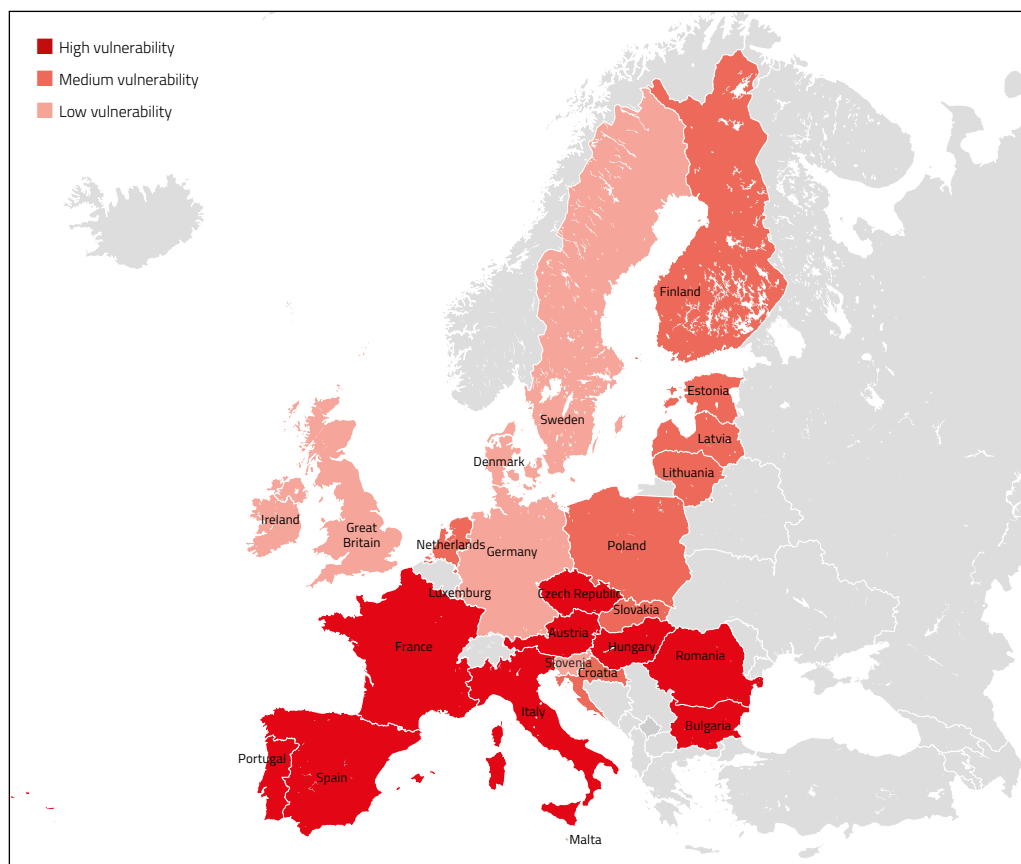 High vulnerability
Medium vulnerability
Low vulnerability
Finland
Estonia
Sweden
Latvia
Denmark
Lithuania
Ireland
Great
Britain
Netherlands
Germany
Poland
Luxemburg
Czech Republic
Slovakia
France
Austria
Hungary
Romania
Slovenia
Croatia
Italy
Bulgaria
Portugal
Spain
Malta